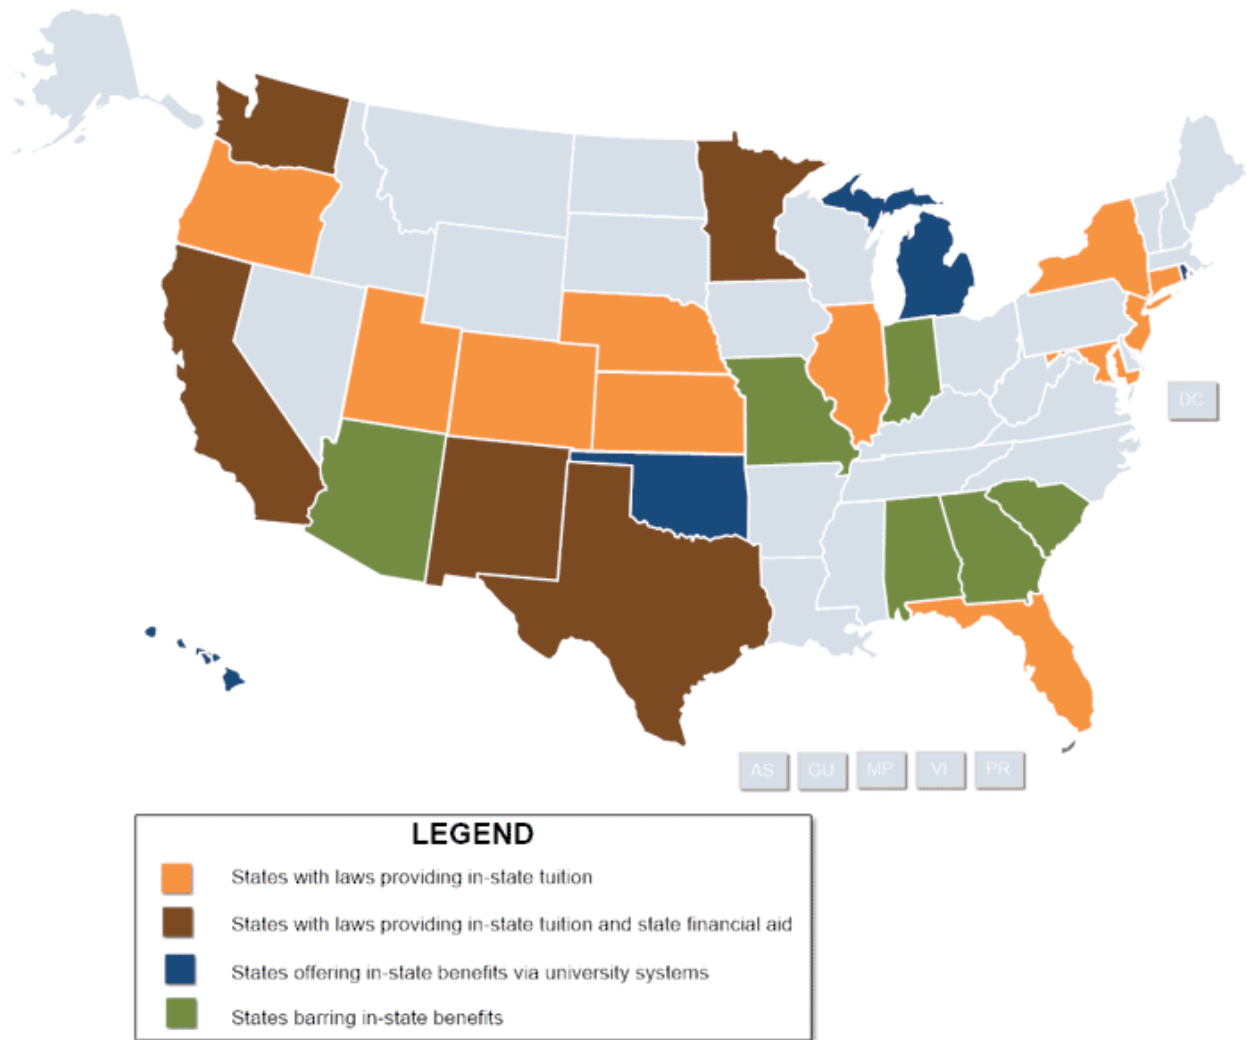 DC
AS GU MP VI PR
LEGEND
States with laws providing in-state tuition
States with laws providing in-state tuition and state financial aid
States offering in-state benefits via university systems
States barring in-state benefits